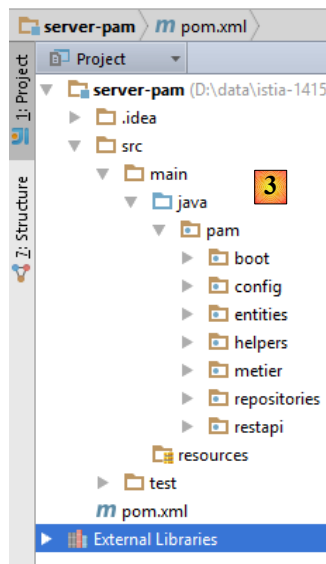 server-pam m pom.xml
1: Project
7: Structure
Project
server-pam (D:\data\istia-1415
.idea
src
main
3
java
pam
boot
config
entities
helpers
metier
repositories
restapi
resources
test
m pom.xml
External Libraries